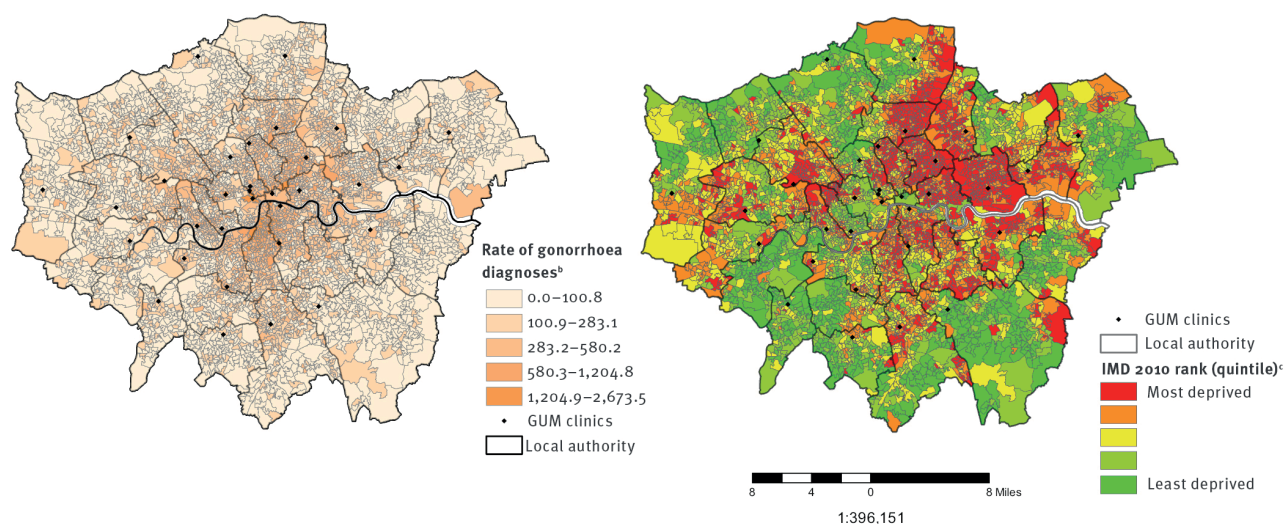 Rate of gonorrhoea
diagnosesᵇ
0.0–100.8
100.9–283.1
283.2–580.2
580.3–1,204.8
1,204.9–2,673.5
GUM clinics
Local authority
GUM clinics
Local authority
IMD 2010 rank (quintile)ᶜ
Most deprived
Least deprived
8 4 0 8 Miles
1:396,151